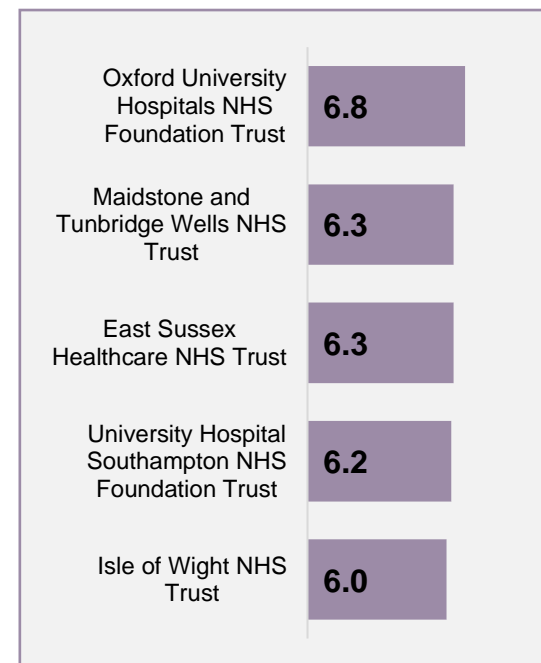 Oxford University
Hospitals NHS
Foundation Trust
6.8
Maidstone and
Tunbridge Wells NHS
Trust
6.3
East Sussex
Healthcare NHS Trust
6.3
University Hospital
Southampton NHS
Foundation Trust
6.2
Isle of Wight NHS
Trust
6.0